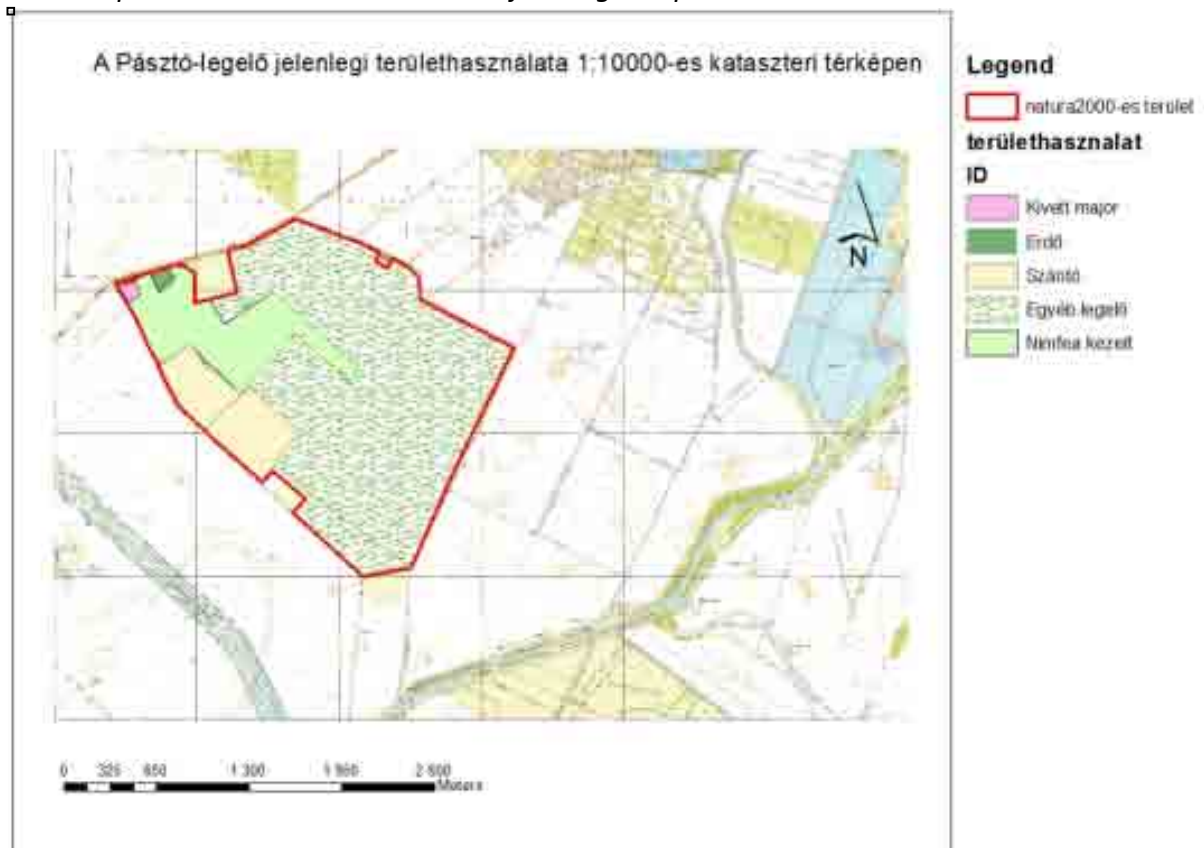 A Pásztó-legelő jelenlegi területhasználata 1:10000-es kataszteri térképen
Legend
natura2000-es terület
területhasznalat
ID
Kivett major
Erdő
Szántó
Egyéb legelő
Nimfea kezelt
N
0 325 650 1 300 1 950 2 600
Meters